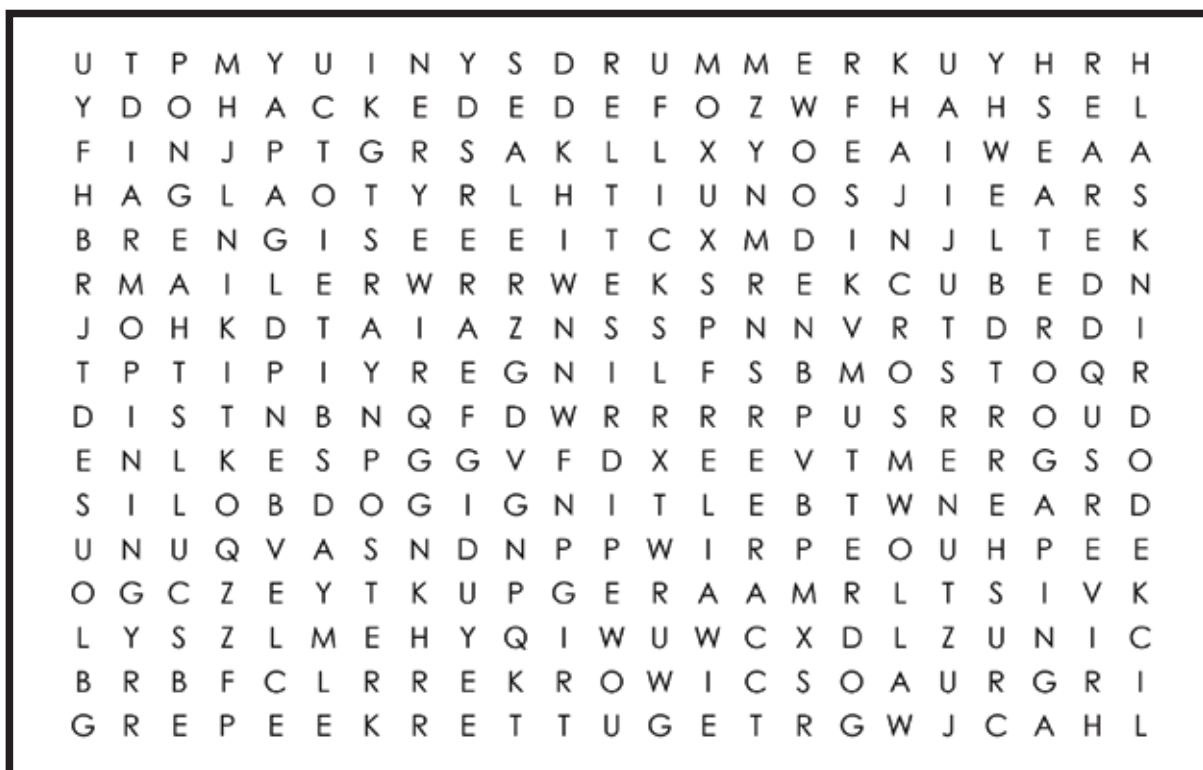 U T P M Y U I N Y S D R U M M E R K U Y H R H
Y D O H A C K E D E D E F O Z W F H A H S E L
F I N J P T G R S A K L L X Y O E A I W E A A
H A G L A O T Y R L H T I U N O S J I E A R S
B R E N G I S E E E I T C X M D I N J L T E K
R M A I L E R W R R W E K S R E K C U B E D N
J O H K D T A I A Z N S S P N N V R T D R D I
T P T I P I Y R E G N I L F S B M O S T O Q R
D I S T N B N Q F D W R R R R P U S R R O U D
E N L K E S P G G V F D X E E V T M E R G S O
S I L O B D O G I G N I T L E B T W N E A R D
U N U Q V A S N D N P P W I R P E O U H P E E
O G C Z E Y T K U P G E R A A M R L T S I V K
L Y S Z L M E H Y Q I W U W C X D L Z U N I C
B R B F C L R R E K R O W I C S O A U R G R I
G R E P E E K R E T T U G E T R G W J C A H L